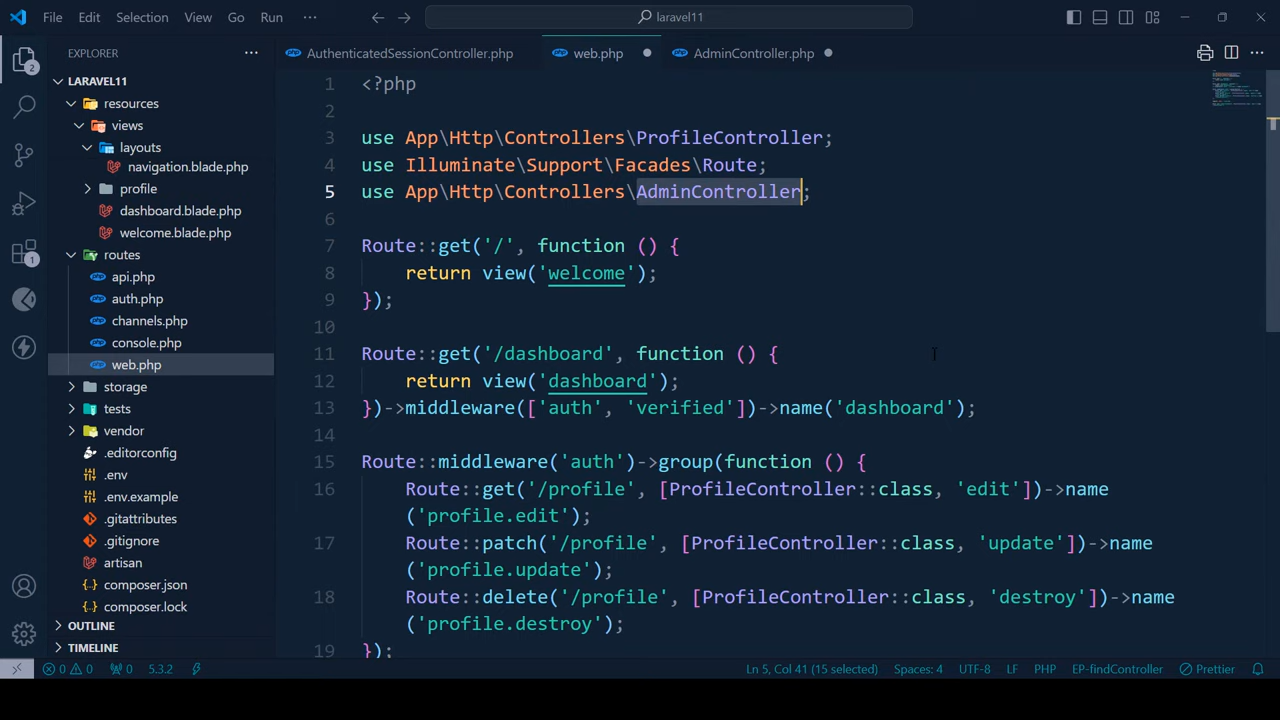 File Edit Selection View Go Run ··· laravel11
EXPLORER ···
LARAVEL11
resources
views
layouts
navigation.blade.php
profile
dashboard.blade.php
welcome.blade.php
routes
api.php
auth.php
channels.php
console.php
web.php
storage
tests
vendor
.editorconfig
.env
.env.example
.gitattributes
.gitignore
artisan
composer.json
composer.lock
OUTLINE
TIMELINE
2
1
php AuthenticatedSessionController.php php web.php php AdminController.php
1 <?php
2
3 use App\Http\Controllers\ProfileController;
4 use Illuminate\Support\Facades\Route;
5 use App\Http\Controllers\AdminController;
6
7 Route::get('/', function () {
8 return view('welcome');
9 });
10
11 Route::get('/dashboard', function () {
12 return view('dashboard');
13 })->middleware(['auth', 'verified'])->name('dashboard');
14
15 Route::middleware('auth')->group(function () {
16 Route::get('/profile', [ProfileController::class, 'edit'])->name
('profile.edit');
17 Route::patch('/profile', [ProfileController::class, 'update'])->name
('profile.update');
18 Route::delete('/profile', [ProfileController::class, 'destroy'])->name
('profile.destroy');
19 });
0 0 0 5.3.2 Ln 5, Col 41 (15 selected) Spaces: 4 UTF-8 LF PHP EP-findController Prettier